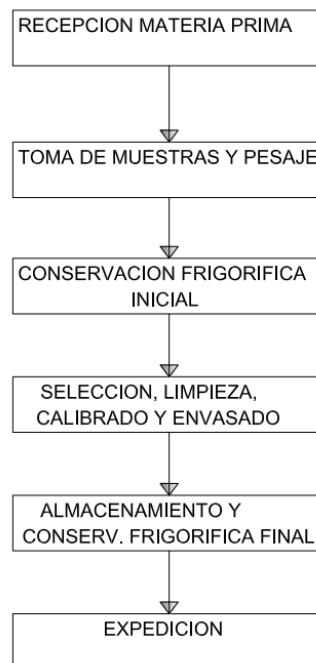 RECEPCION MATERIA PRIMA
TOMA DE MUESTRAS Y PESAJE
CONSERVACION FRIGORIFICA
INICIAL
SELECCION, LIMPIEZA,
CALIBRADO Y ENVASADO
ALMACENAMIENTO Y
CONSERV. FRIGORIFICA FINAL
EXPEDICION